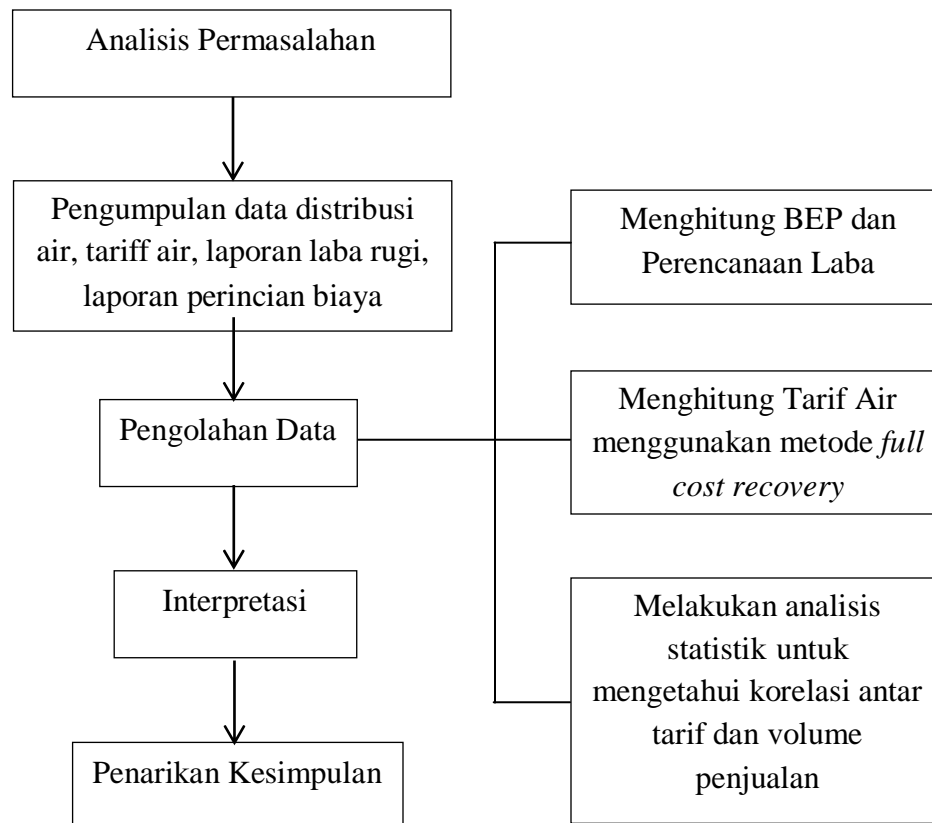 Analisis Permasalahan
Pengumpulan data distribusi
air, tariff air, laporan laba rugi,
laporan perincian biaya
Pengolahan Data
Interpretasi
Penarikan Kesimpulan
Menghitung BEP dan
Perencanaan Laba
Menghitung Tarif Air
menggunakan metode full
cost recovery
Melakukan analisis
statistik untuk
mengetahui korelasi antar
tarif dan volume
penjualan